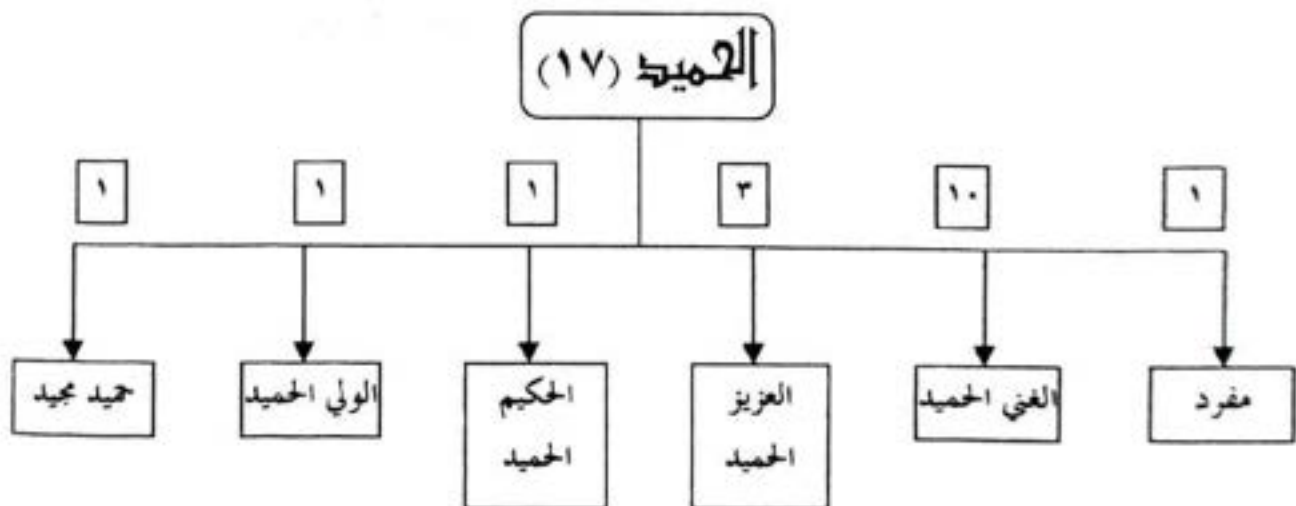 الحميد (١٧)
١
١٠
٣
١
١
١
مفرد
الغني الحميد
العزيز
الحميد
الحكيم
الحميد
الولي الحميد
حميد مجيد